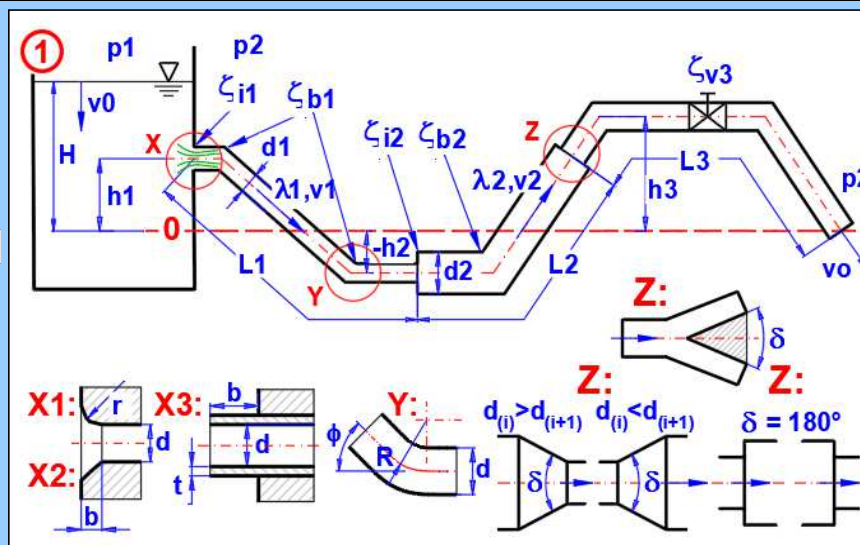 1
p1
p2
v0
H
h1
X
ζi1
ζb1
d1
λ1,v1
L1
0
-h2
Y
ζi2
ζb2
d2
λ2,v2
L2
Z
h3
L3
ζv3
vo
Z:
δ
X1:
r
X2:
b
d
X3:
b
d
t
Y:
ϕ
R
d
Z:
d(i)>d(i+1)
d(i)<d(i+1)
δ
δ
Z:
δ = 180°